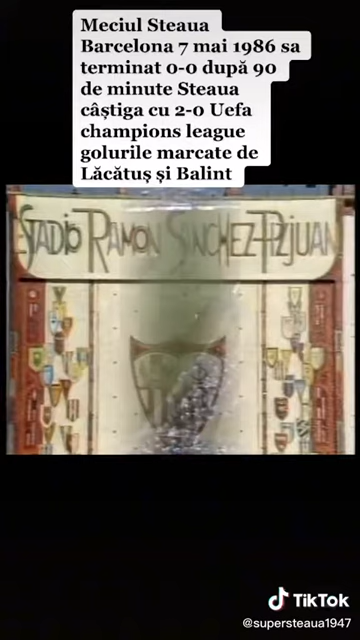 Meciul Steaua
Barcelona 7 mai 1986 sa
terminat 0-0 după 90
de minute Steaua
câștiga cu 2-0 Uefa
champions league
golurile marcate de
Lăcătuş și Balint
ESTADIO RAMON SANCHEZ-PIZJUAN
TikTok
@supersteaua1947